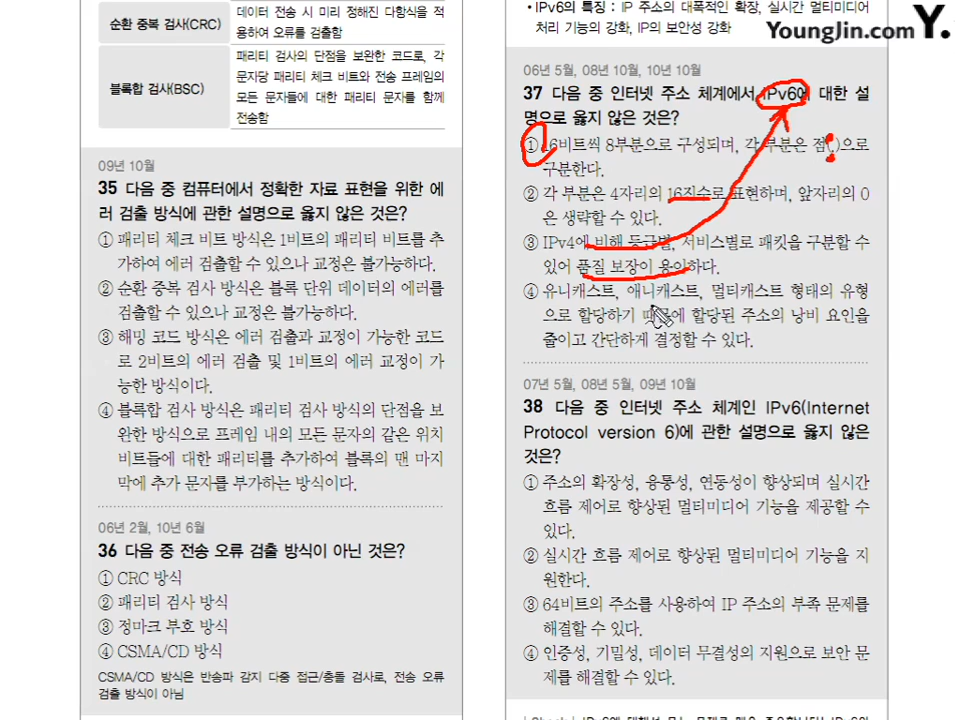 순환 중복 검사(CRC)
데이터 전송 시 미리 정해진 다항식을 적
용하여 오류를 검출함
블록합 검사(BSC)
패리티 검사의 단점을 보완한 코드로, 각
문자당 패리티 체크 비트와 전송 프레임의
모든 문자들에 대한 패리티 문자를 함께
전송함
09년 10월
35 다음 중 컴퓨터에서 정확한 자료 표현을 위한 에
러 검출 방식에 관한 설명으로 옳지 않은 것은?
① 패리티 체크 비트 방식은 1비트의 패리티 비트를 추
가하여 에러 검출할 수 있으나 교정은 불가능하다.
② 순환 중복 검사 방식은 블록 단위 데이터의 에러를
검출할 수 있으나 교정은 불가능하다.
③ 해밍 코드 방식은 에러 검출과 교정이 가능한 코드
로 2비트의 에러 검출 및 1비트의 에러 교정이 가
능한 방식이다.
④ 블록합 검사 방식은 패리티 검사 방식의 단점을 보
완한 방식으로 프레임 내의 모든 문자의 같은 위치
비트들에 대한 패리티를 추가하여 블록의 맨 마지
막에 추가 문자를 부가하는 방식이다.
06년 2월, 10년 6월
36 다음 중 전송 오류 검출 방식이 아닌 것은?
① CRC 방식
② 패리티 검사 방식
③ 정마크 부호 방식
④ CSMA/CD 방식
CSMA/CD 방식은 반송파 감지 다중 접근/충돌 검사로, 전송 오류
검출 방식이 아님
• IPv6의 특징 : IP 주소의 대폭적인 확장, 실시간 멀티미디어
처리 기능의 강화, IP의 보안성 강화
YoungJin.com Y.
06년 5월, 08년 10월, 10년 10월
37 다음 중 인터넷 주소 체계에서 IPv6에 대한 설
명으로 옳지 않은 것은?
① 16비트씩 8부분으로 구성되며, 각 부분은 점(.)으로
구분한다.
② 각 부분은 4자리의 16진수로 표현하며, 앞자리의 0
은 생략할 수 있다.
③ IPv4에 비해 등급별, 서비스별로 패킷을 구분할 수
있어 품질 보장이 용이하다.
④ 유니캐스트, 애니캐스트, 멀티캐스트 형태의 유형
으로 할당하기 때문에 할당된 주소의 낭비 요인을
줄이고 간단하게 결정할 수 있다.
07년 5월, 08년 5월, 09년 10월
38 다음 중 인터넷 주소 체계인 IPv6(Internet
Protocol version 6)에 관한 설명으로 옳지 않은
것은?
① 주소의 확장성, 융통성, 연동성이 향상되며 실시간
흐름 제어로 향상된 멀티미디어 기능을 제공할 수
있다.
② 실시간 흐름 제어로 향상된 멀티미디어 기능을 지
원한다.
③ 64비트의 주소를 사용하여 IP 주소의 부족 문제를
해결할 수 있다.
④ 인증성, 기밀성, 데이터 무결성의 지원으로 보안 문
제를 해결할 수 있다.